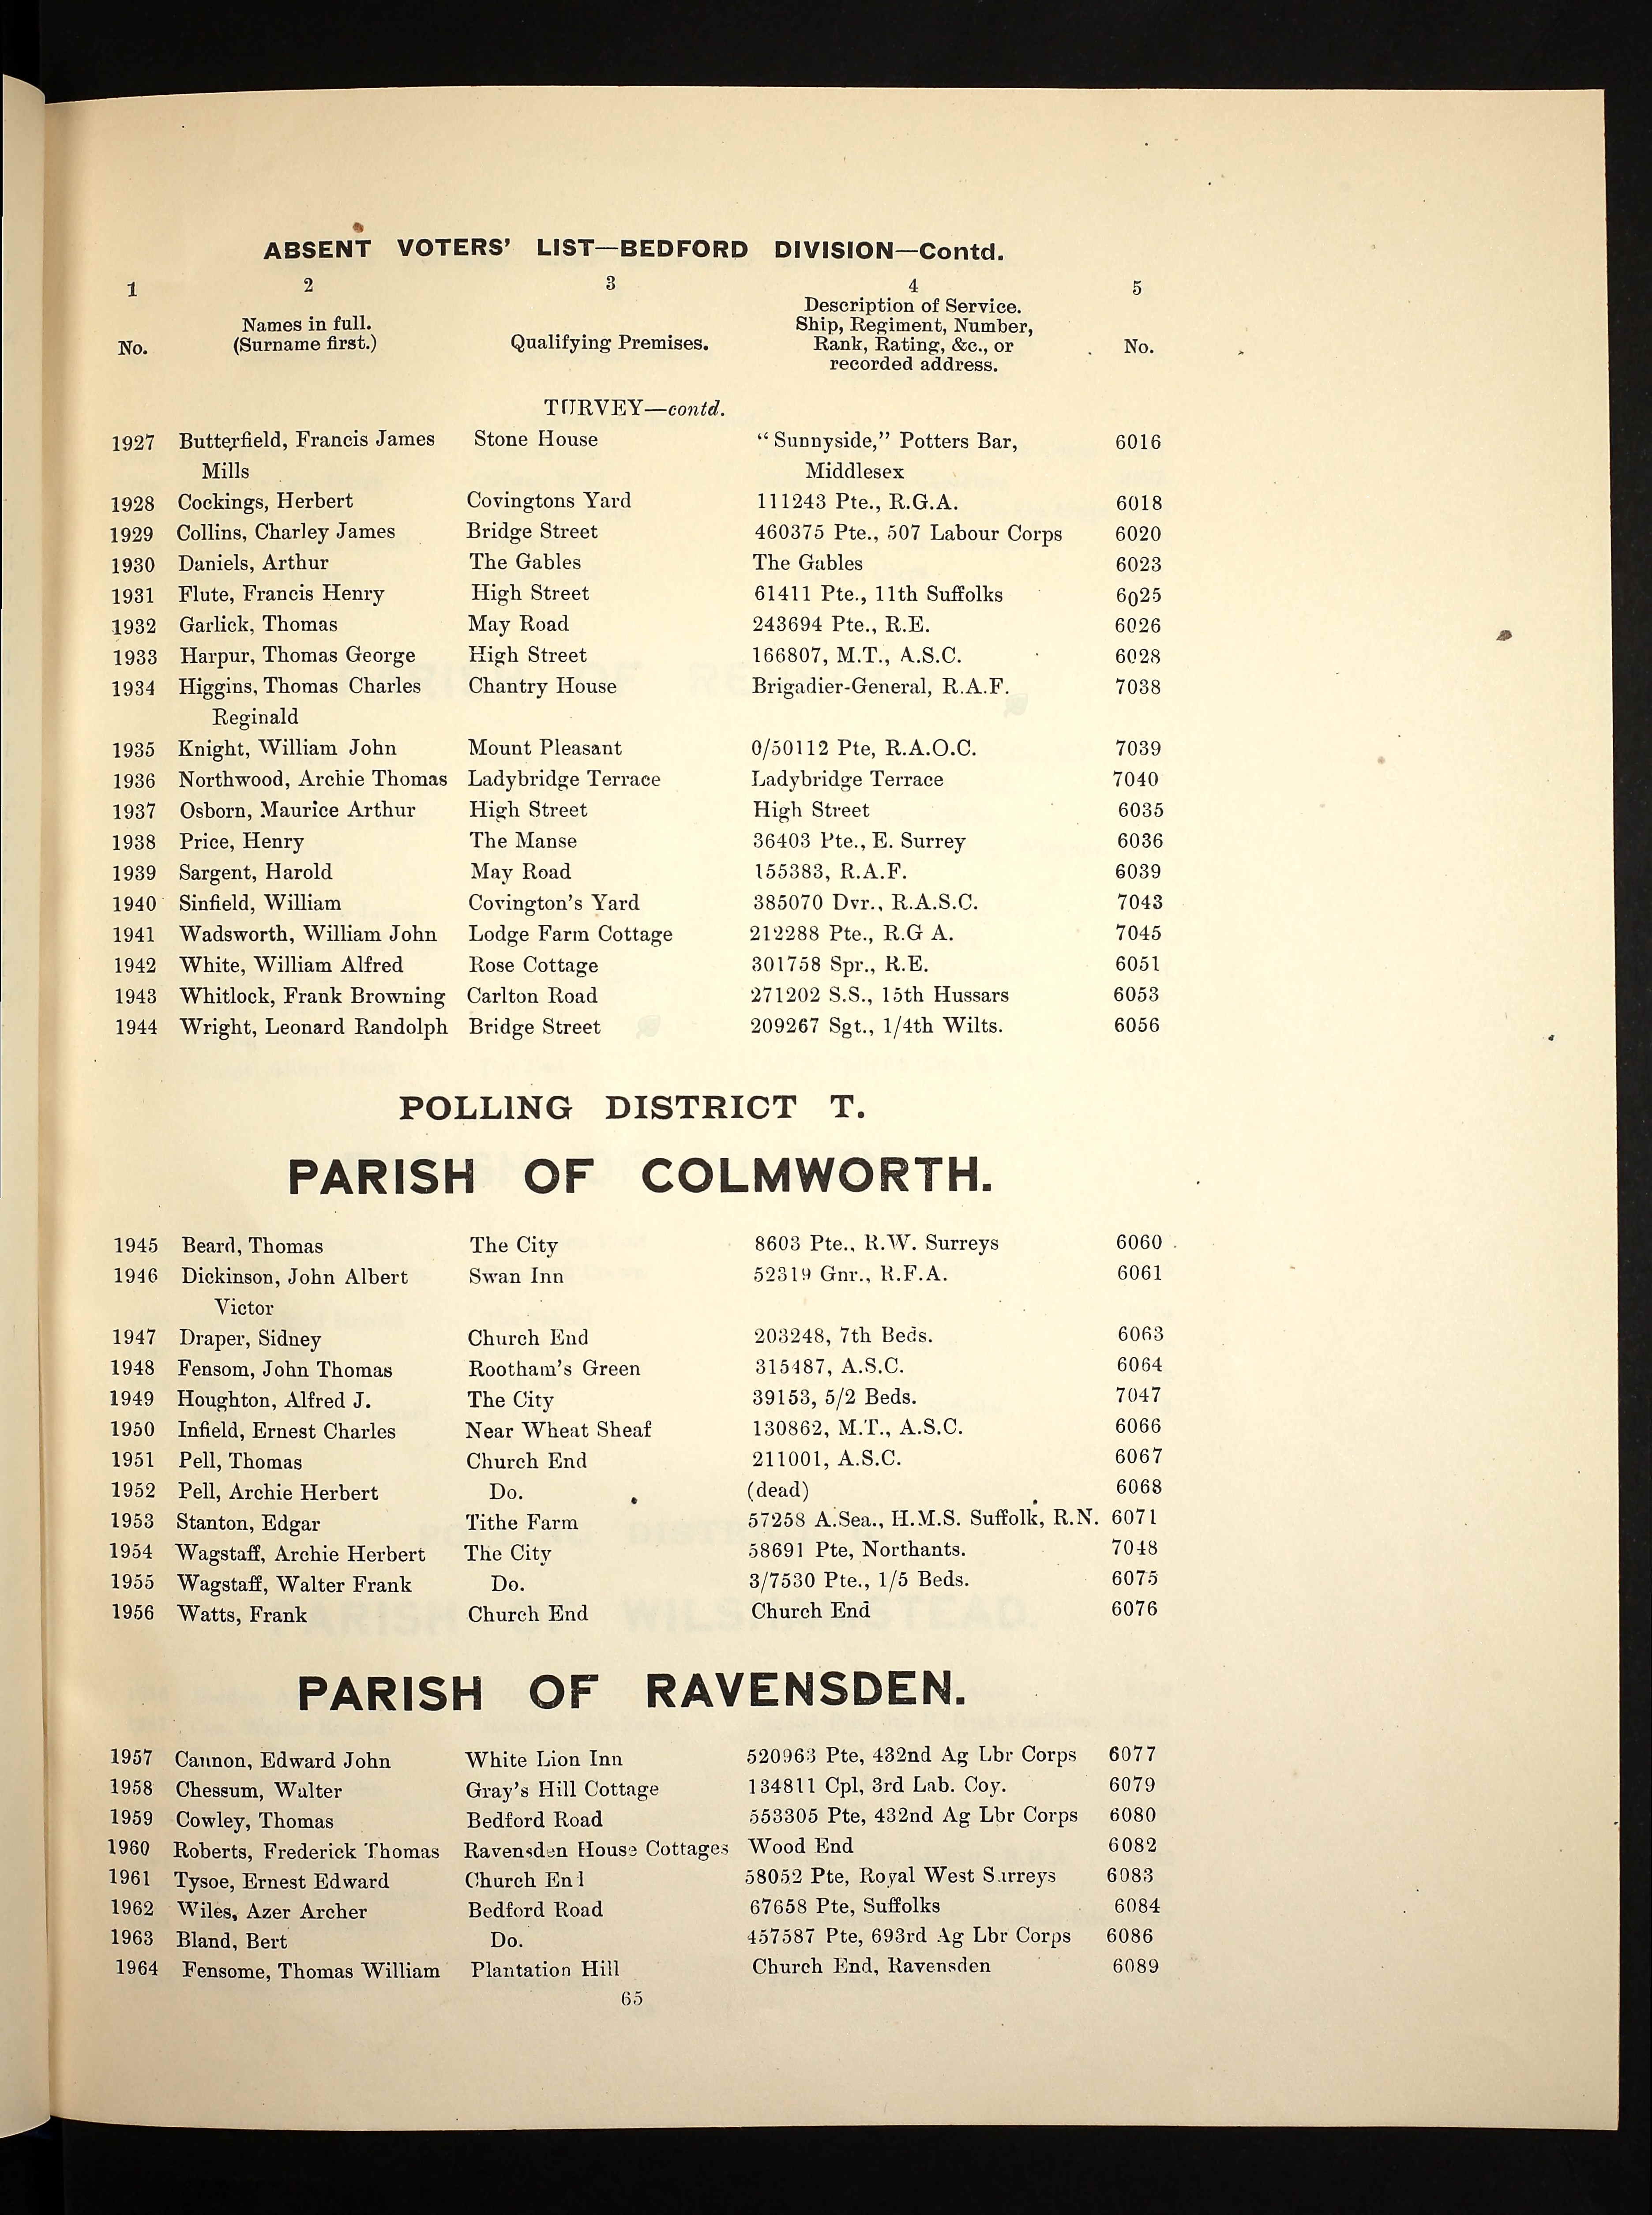 ABSENT VOTERS' LIST—BEDFORD DIVISION—Contd.
1 2 3 4 5
No. Names in full. (Surname first.) Qualifying Premises. Description of Service. Ship, Regiment, Number, Rank, Rating, &c., or recorded address. No.
TURVEY—contd.
1927 Butterfield, Francis James Stone House "Sunnyside," Potters Bar, 6016
Mills Middlesex
1928 Cockings, Herbert Covingtons Yard 111243 Pte., R.G.A. 6018
1929 Collins, Charley James Bridge Street 460375 Pte., 507 Labour Corps 6020
1930 Daniels, Arthur The Gables The Gables 6023
1931 Flute, Francis Henry High Street 61411 Pte., 11th Suffolks 6025
1932 Garlick, Thomas May Road 243694 Pte., R.E. 6026
1933 Harpur, Thomas George High Street 166807, M.T., A.S.C. 6028
1934 Higgins, Thomas Charles Chantry House Brigadier-General, R.A.F. 7038
Reginald
1935 Knight, William John Mount Pleasant 0/50112 Pte, R.A.O.C. 7039
1936 Northwood, Archie Thomas Ladybridge Terrace Ladybridge Terrace 7040
1937 Osborn, Maurice Arthur High Street High Street 6035
1938 Price, Henry The Manse 36403 Pte., E. Surrey 6036
1939 Sargent, Harold May Road 155383, R.A.F. 6039
1940 Sinfield, William Covington's Yard 385070 Dvr., R.A.S.C. 7043
1941 Wadsworth, William John Lodge Farm Cottage 212288 Pte., R.G A. 7045
1942 White, William Alfred Rose Cottage 301758 Spr., R.E. 6051
1943 Whitlock, Frank Browning Carlton Road 271202 S.S., 15th Hussars 6053
1944 Wright, Leonard Randolph Bridge Street 209267 Sgt., 1/4th Wilts. 6056
POLLING DISTRICT T.
PARISH OF COLMWORTH.
1945 Beard, Thomas The City 8603 Pte., R.W. Surreys 6060
1946 Dickinson, John Albert Swan Inn 52319 Gnr., R.F.A. 6061
Victor
1947 Draper, Sidney Church End 203248, 7th Beds. 6063
1948 Fensom, John Thomas Rootham's Green 315487, A.S.C. 6064
1949 Houghton, Alfred J. The City 39153, 5/2 Beds. 7047
1950 Infield, Ernest Charles Near Wheat Sheaf 130862, M.T., A.S.C. 6066
1951 Pell, Thomas Church End 211001, A.S.C. 6067
1952 Pell, Archie Herbert Do. (dead) 6068
1953 Stanton, Edgar Tithe Farm 57258 A.Sea., H.M.S. Suffolk, R.N. 6071
1954 Wagstaff, Archie Herbert The City 58691 Pte, Northants. 7048
1955 Wagstaff, Walter Frank Do. 3/7530 Pte., 1/5 Beds. 6075
1956 Watts, Frank Church End Church End 6076
PARISH OF RAVENSDEN.
1957 Cannon, Edward John White Lion Inn 520963 Pte, 432nd Ag Lbr Corps 6077
1958 Chessum, Walter Gray's Hill Cottage 134811 Cpl, 3rd Lab. Coy. 6079
1959 Cowley, Thomas Bedford Road 553305 Pte, 432nd Ag Lbr Corps 6080
1960 Roberts, Frederick Thomas Ravensden House Cottages Wood End 6082
1961 Tysoe, Ernest Edward Church End 58052 Pte, Royal West Surreys 6083
1962 Wiles, Azer Archer Bedford Road 67658 Pte, Suffolks 6084
1963 Bland, Bert Do. 457587 Pte, 693rd Ag Lbr Corps 6086
1964 Fensome, Thomas William Plantation Hill Church End, Ravensden 6089
65